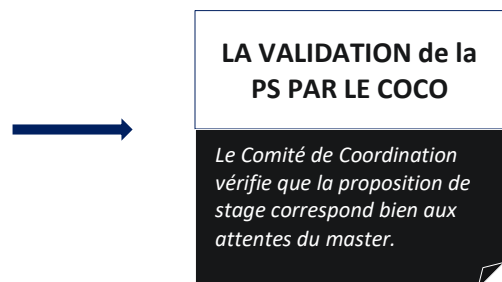 LA VALIDATION de la
PS PAR LE COCO
Le Comité de Coordination
vérifie que la proposition de
stage correspond bien aux
attentes du master.